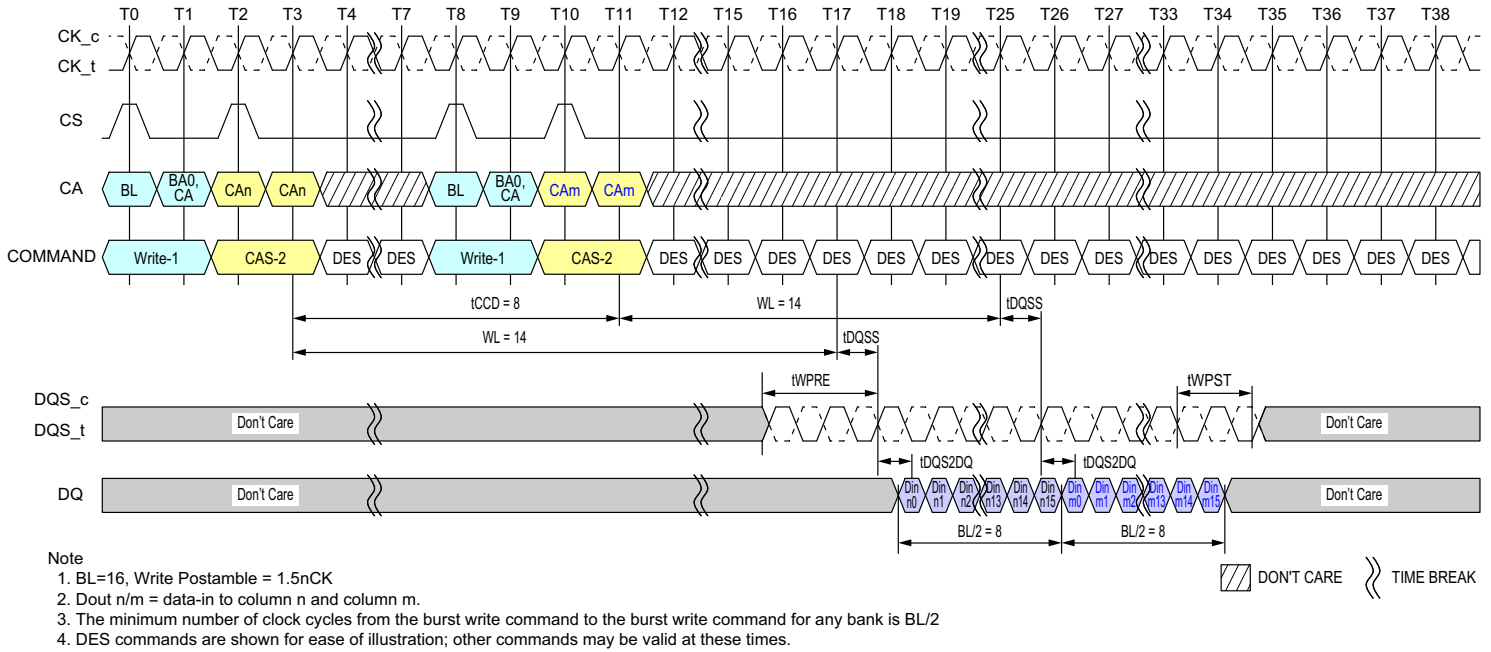 T0 T1 T2 T3 T4 T7 T8 T9 T10 T11 T12 T15 T16 T17 T18 T19 T25 T26 T27 T33 T34 T35 T36 T37 T38
CK_c
CK_t
CS
CA BL BA0, CA CAn CAn BL BA0, CA CAm CAm
COMMAND Write-1 CAS-2 DES DES Write-1 CAS-2 DES DES DES DES DES DES DES DES DES DES DES DES DES DES DES
tCCD = 8 WL = 14 tDQSS
WL = 14 tDQSS
tWPRE tWPST
DQS_c
DQS_t Don't Care Don't Care
tDQS2DQ tDQS2DQ
DQ Don't Care Din n0 Din n1 Din n2 Din n13 Din n14 Din n15 Din m0 Din m1 Din m2 Din m13 Din m14 Din m15 Don't Care
BL/2 = 8 BL/2 = 8
Note
1. BL=16, Write Postamble = 1.5nCK
2. Dout n/m = data-in to column n and column m.
3. The minimum number of clock cycles from the burst write command to the burst write command for any bank is BL/2
4. DES commands are shown for ease of illustration; other commands may be valid at these times.
DON'T CARE TIME BREAK